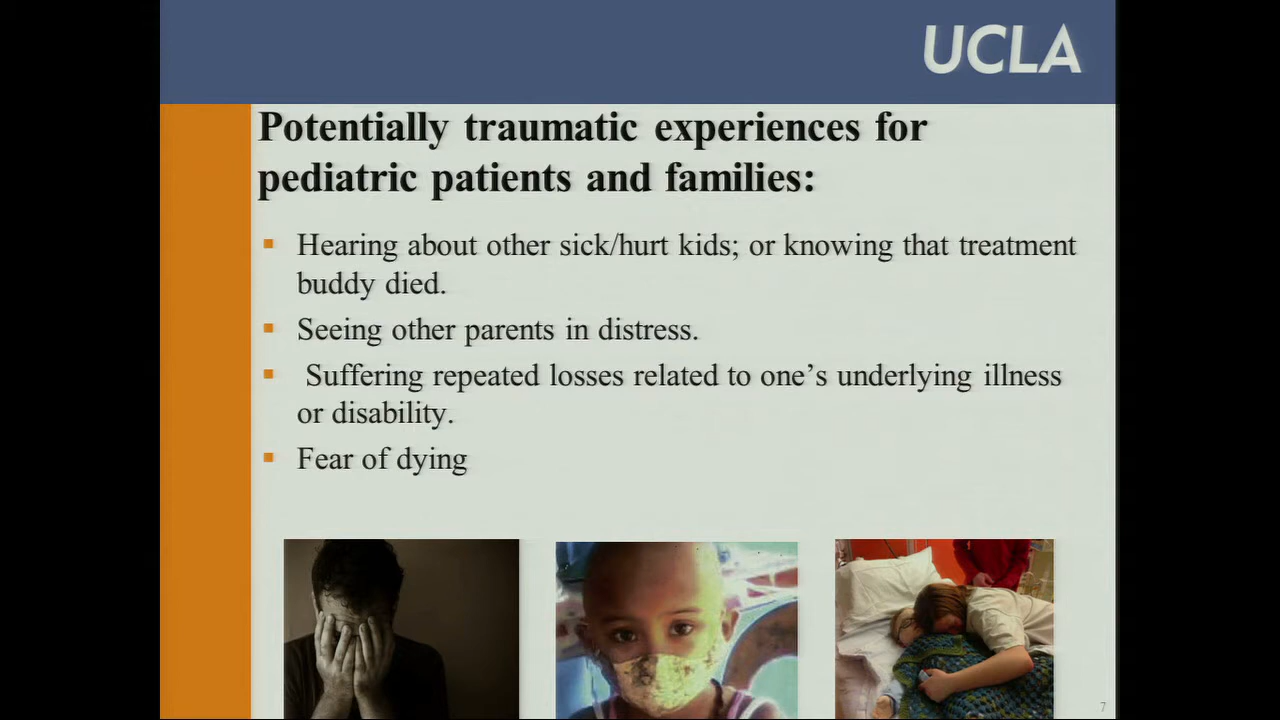 UCLA
Potentially traumatic experiences for
pediatric patients and families:
▪ Hearing about other sick/hurt kids; or knowing that treatment
buddy died.
▪ Seeing other parents in distress.
▪ Suffering repeated losses related to one’s underlying illness
or disability.
▪ Fear of dying
7